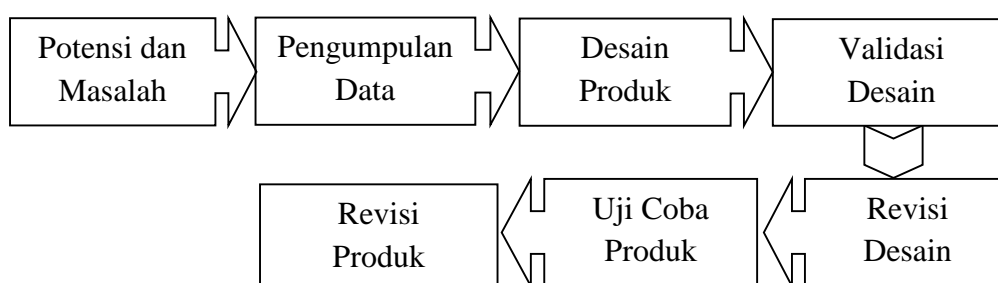 Potensi dan
Masalah
Pengumpulan
Data
Desain
Produk
Validasi
Desain
Revisi
Desain
Uji Coba
Produk
Revisi
Produk